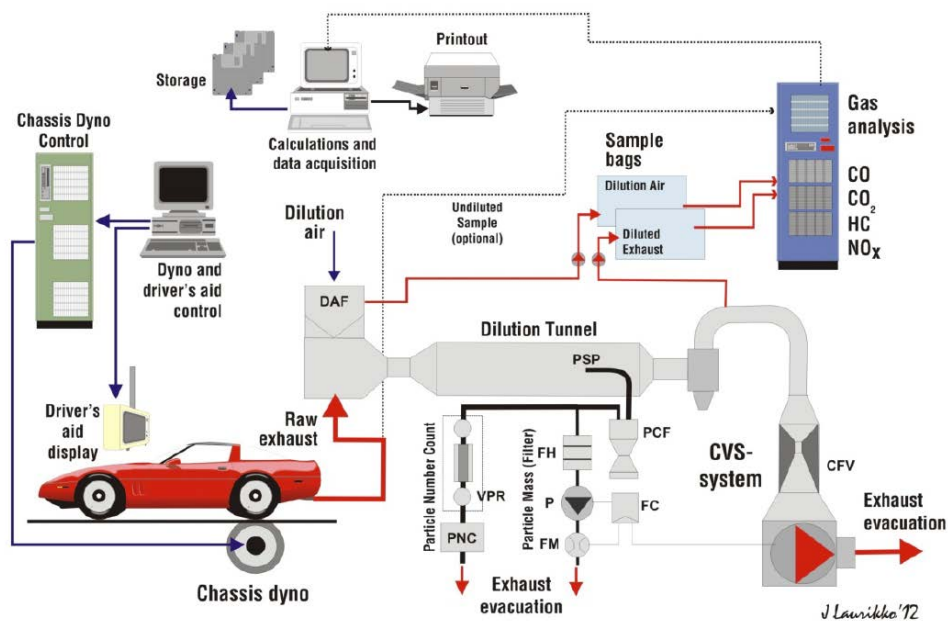 Printout
Storage
Calculations
and data acquisition
Chassis Dyno
Control
Dyno and
driver's aid
control
Gas
analysis
CO
CO2
HC
NOx
Sample
bags
Dilution Air
Diluted
Exhaust
Undiluted
Sample
(optional)
Dilution
air
DAF
Dilution Tunnel
PSP
Driver's
aid
display
Raw
exhaust
Particle Number Count
VPR
PNC
Particle Mass (Filter)
FH
P
FM
PCF
FC
CVS-
system
CFV
Exhaust
evacuation
Exhaust
evacuation
Chassis dyno
J Laurikko'12